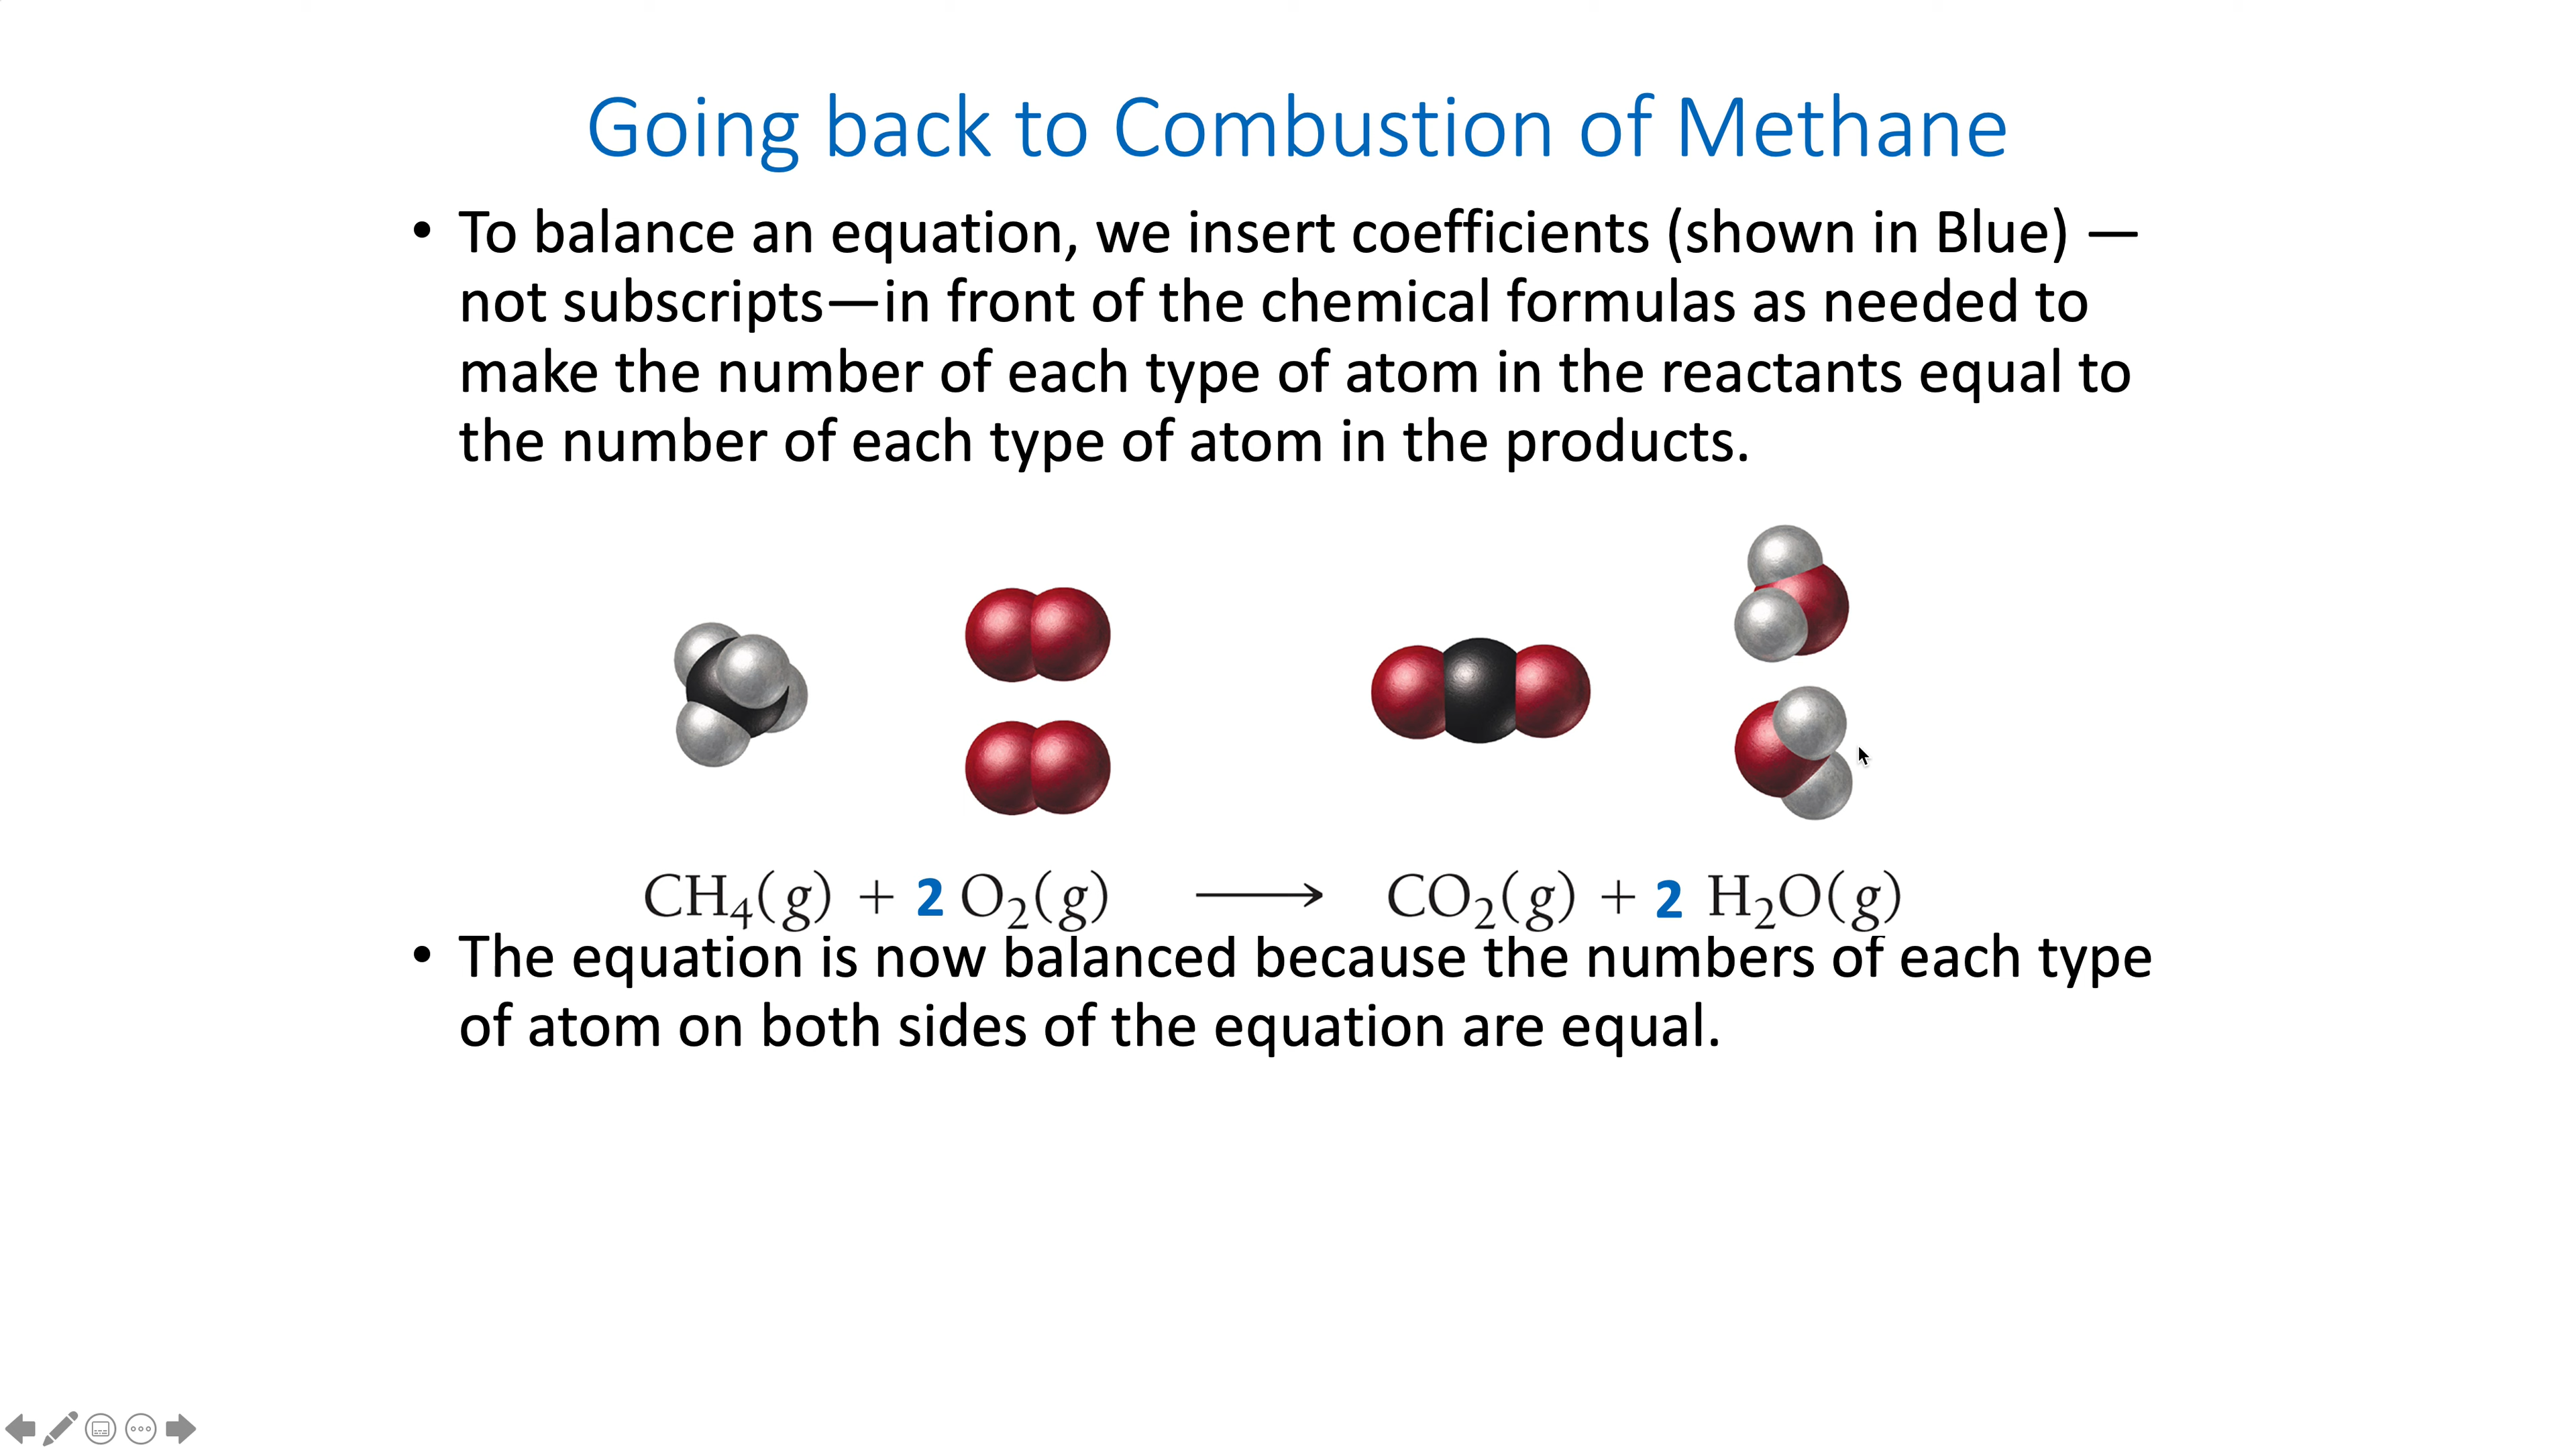 Going back to Combustion of Methane
• To balance an equation, we insert coefficients (shown in Blue) —
not subscripts—in front of the chemical formulas as needed to
make the number of each type of atom in the reactants equal to
the number of each type of atom in the products.
CH₄(g) + 2 O₂(g) ⟶ CO₂(g) + 2 H₂O(g)
• The equation is now balanced because the numbers of each type
of atom on both sides of the equation are equal.